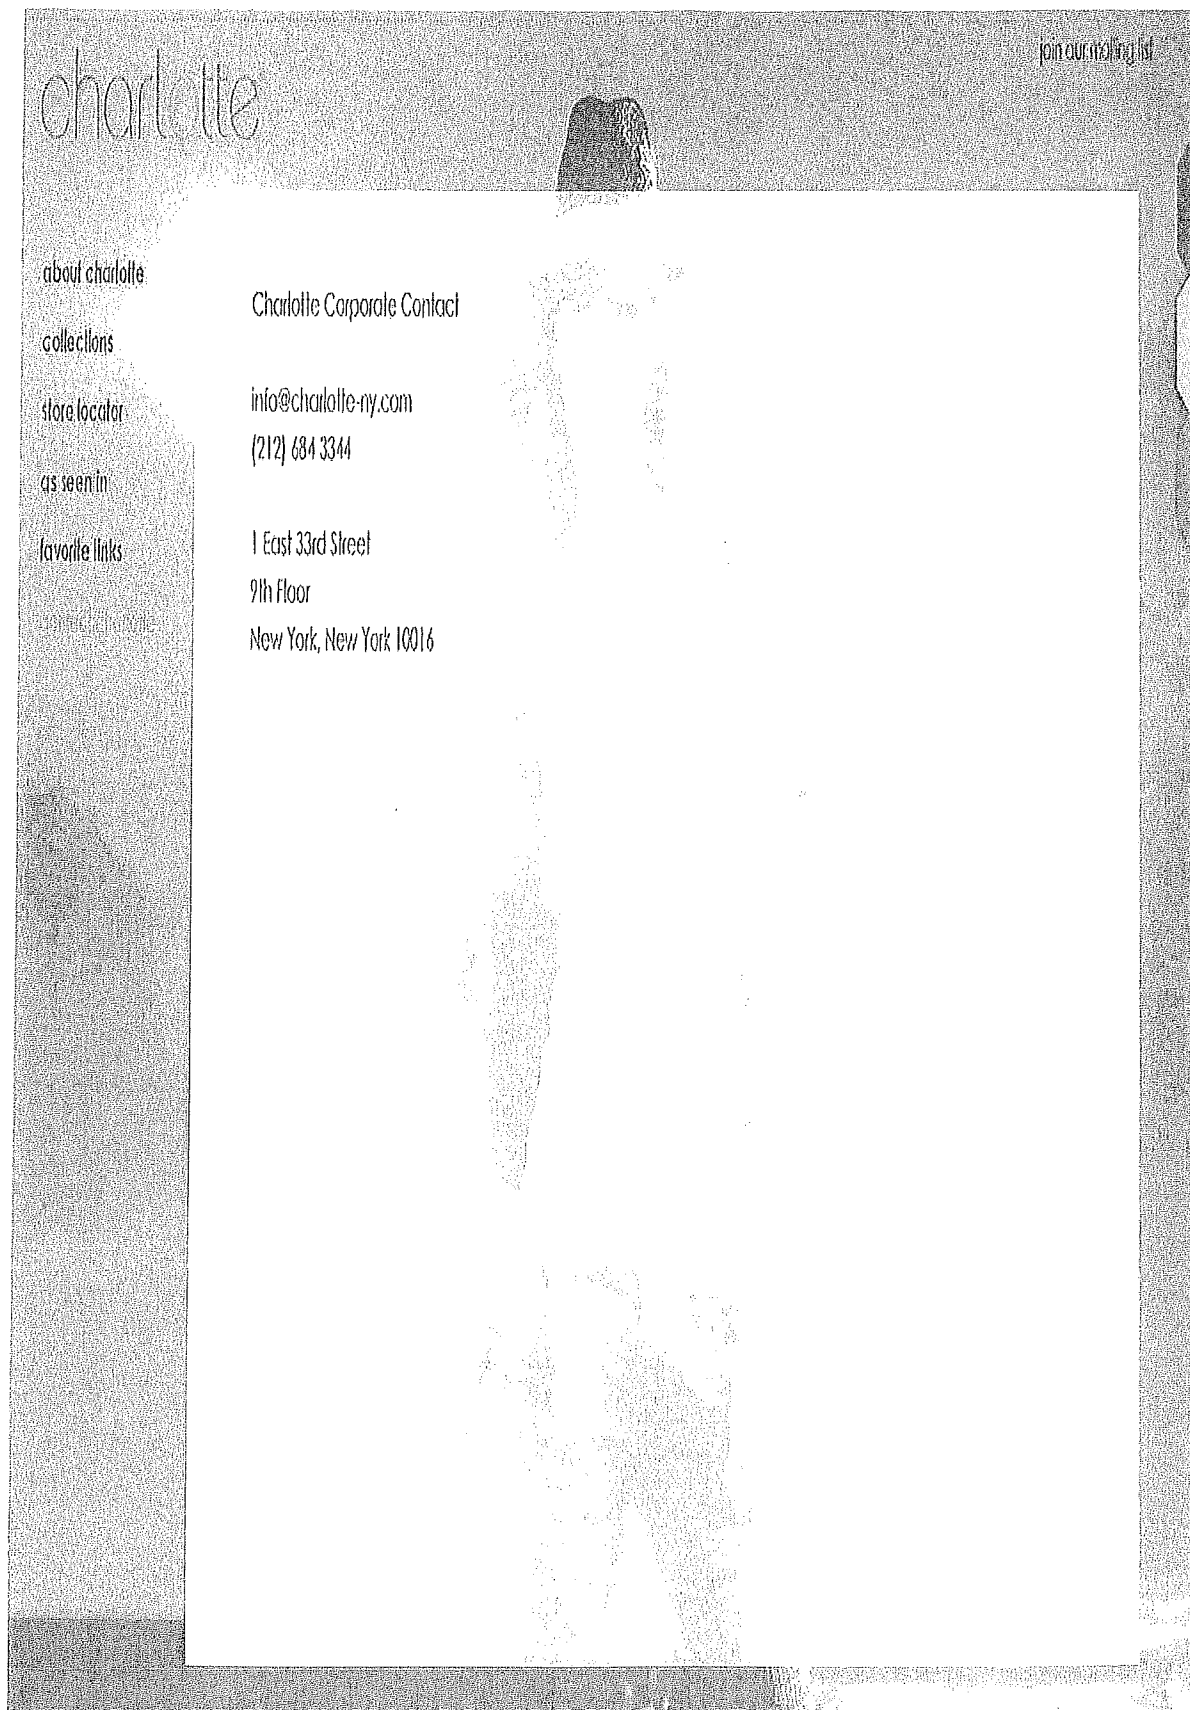 charlotte
join our mailing list
about charlotte
collections
store locator
as seen in
favorite links
Charlotte Corporate Contact
info@charlotte-ny.com
(212) 684 3344
1 East 33rd Street
9th Floor
New York, New York 10016